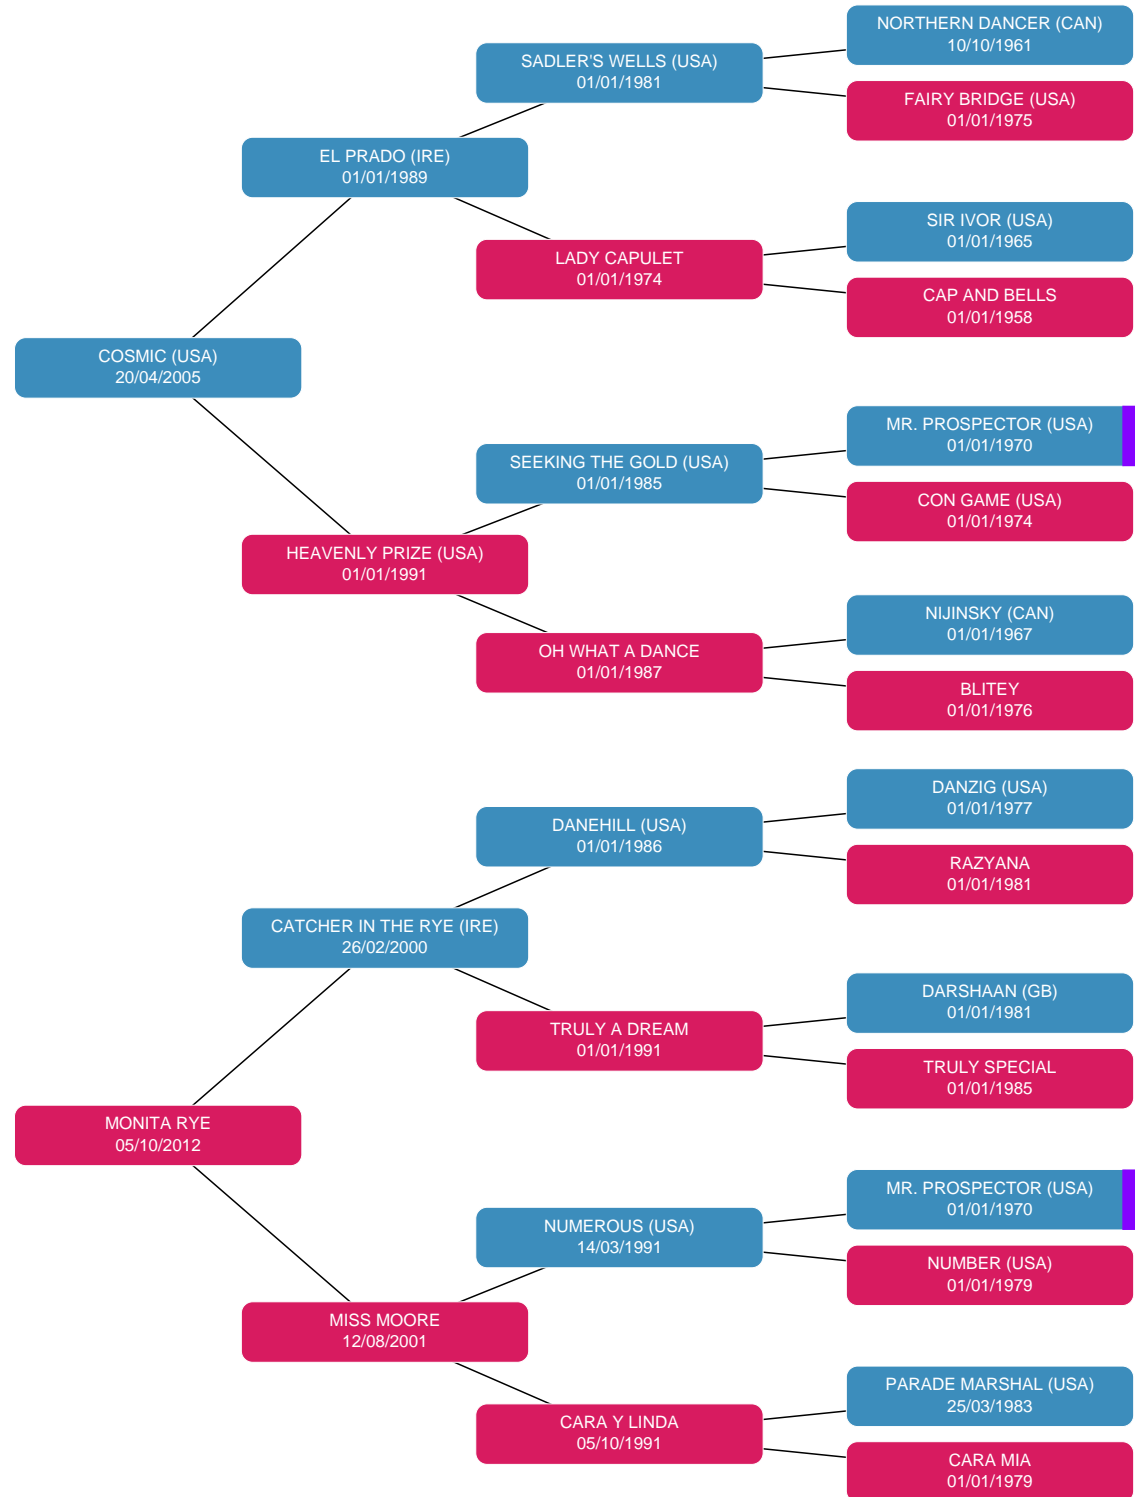 NORTHERN DANCER (CAN)
10/10/1961
SADLER'S WELLS (USA)
01/01/1981
FAIRY BRIDGE (USA)
01/01/1975
EL PRADO (IRE)
01/01/1989
SIR IVOR (USA)
01/01/1965
LADY CAPULET
01/01/1974
CAP AND BELLS
01/01/1958
COSMIC (USA)
20/04/2005
MR. PROSPECTOR (USA)
01/01/1970
SEEKING THE GOLD (USA)
01/01/1985
CON GAME (USA)
01/01/1974
HEAVENLY PRIZE (USA)
01/01/1991
NIJINSKY (CAN)
01/01/1967
OH WHAT A DANCE
01/01/1987
BLITEY
01/01/1976
DANZIG (USA)
01/01/1977
DANEHILL (USA)
01/01/1986
RAZYANA
01/01/1981
CATCHER IN THE RYE (IRE)
26/02/2000
DARSHAAN (GB)
01/01/1981
TRULY A DREAM
01/01/1991
TRULY SPECIAL
01/01/1985
MONITA RYE
05/10/2012
MR. PROSPECTOR (USA)
01/01/1970
NUMEROUS (USA)
14/03/1991
NUMBER (USA)
01/01/1979
MISS MOORE
12/08/2001
PARADE MARSHAL (USA)
25/03/1983
CARA Y LINDA
05/10/1991
CARA MIA
01/01/1979